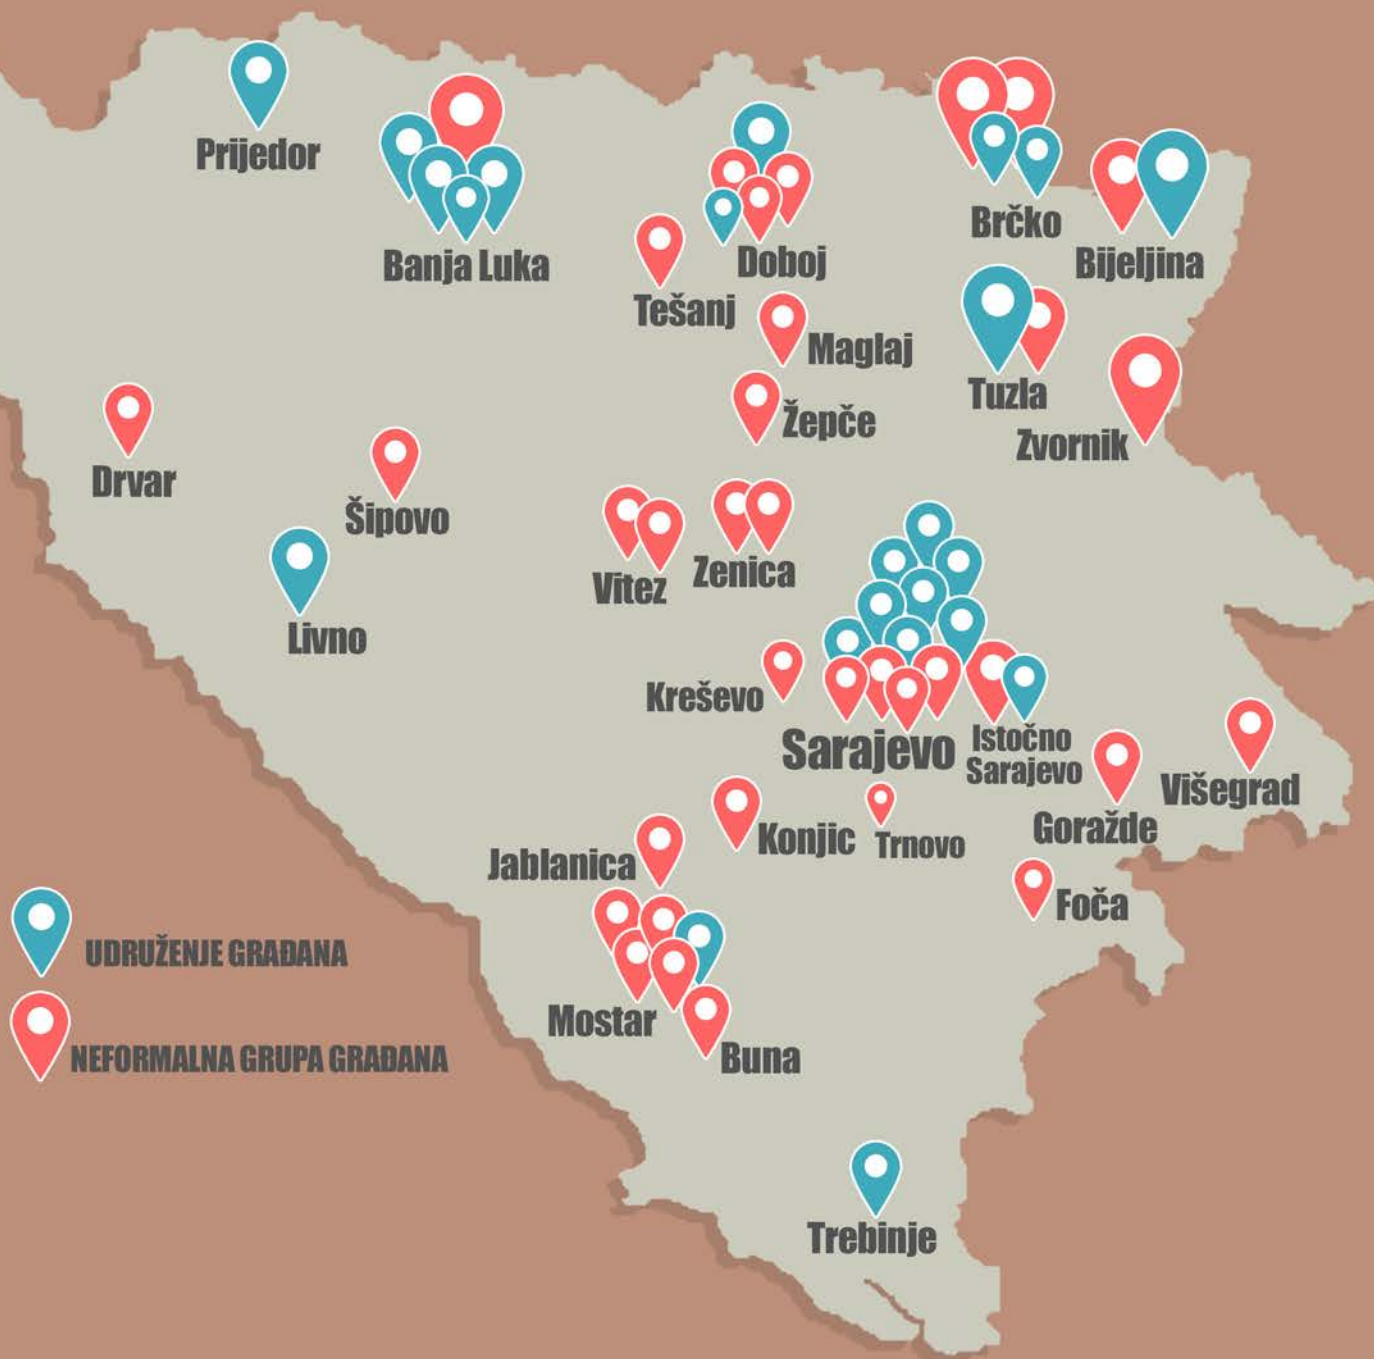 Prijedor
Banja Luka
Doboj
Brčko
Bijeljina
Tešanj
Maglaj
Tuzla
Žepče
Zvornik
Drvar
Šipovo
Vitez
Zenica
Livno
Kreševo
Sarajevo
Istočno
Sarajevo
Višegrad
Goražde
Konjic
Trnovo
Jablanica
Foča
UDRUŽENJE GRAĐANA
Mostar
NEFORMALNA GRUPA GRAĐANA
Buna
Trebinje